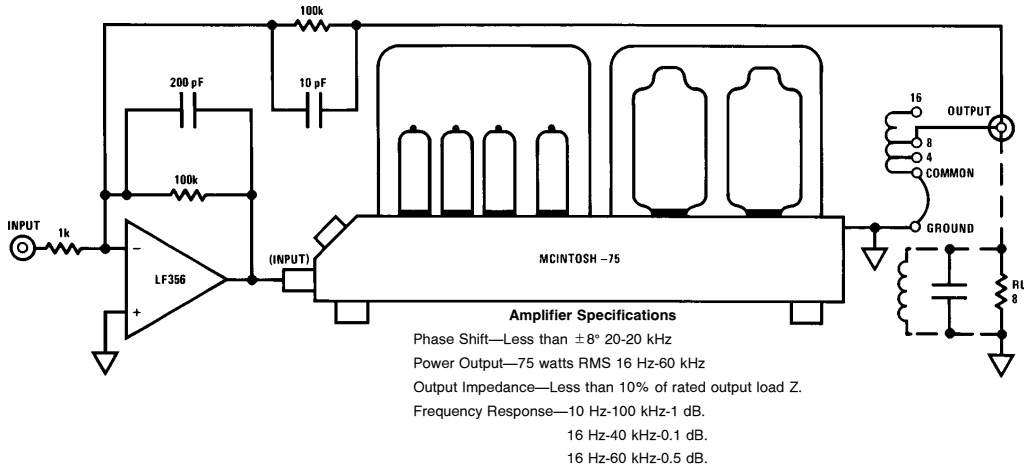 100k
200 pF
10 pF
100k
16
OUTPUT
8
4
COMMON
INPUT
1k
GROUND
(INPUT)
MCINTOSH –75
LF356
RL
8
Amplifier Specifications
Phase Shift—Less than ±8° 20-20 kHz
Power Output—75 watts RMS 16 Hz-60 kHz
Output Impedance—Less than 10% of rated output load Z.
Frequency Response—10 Hz-100 kHz-1 dB.
16 Hz-40 kHz-0.1 dB.
16 Hz-60 kHz-0.5 dB.